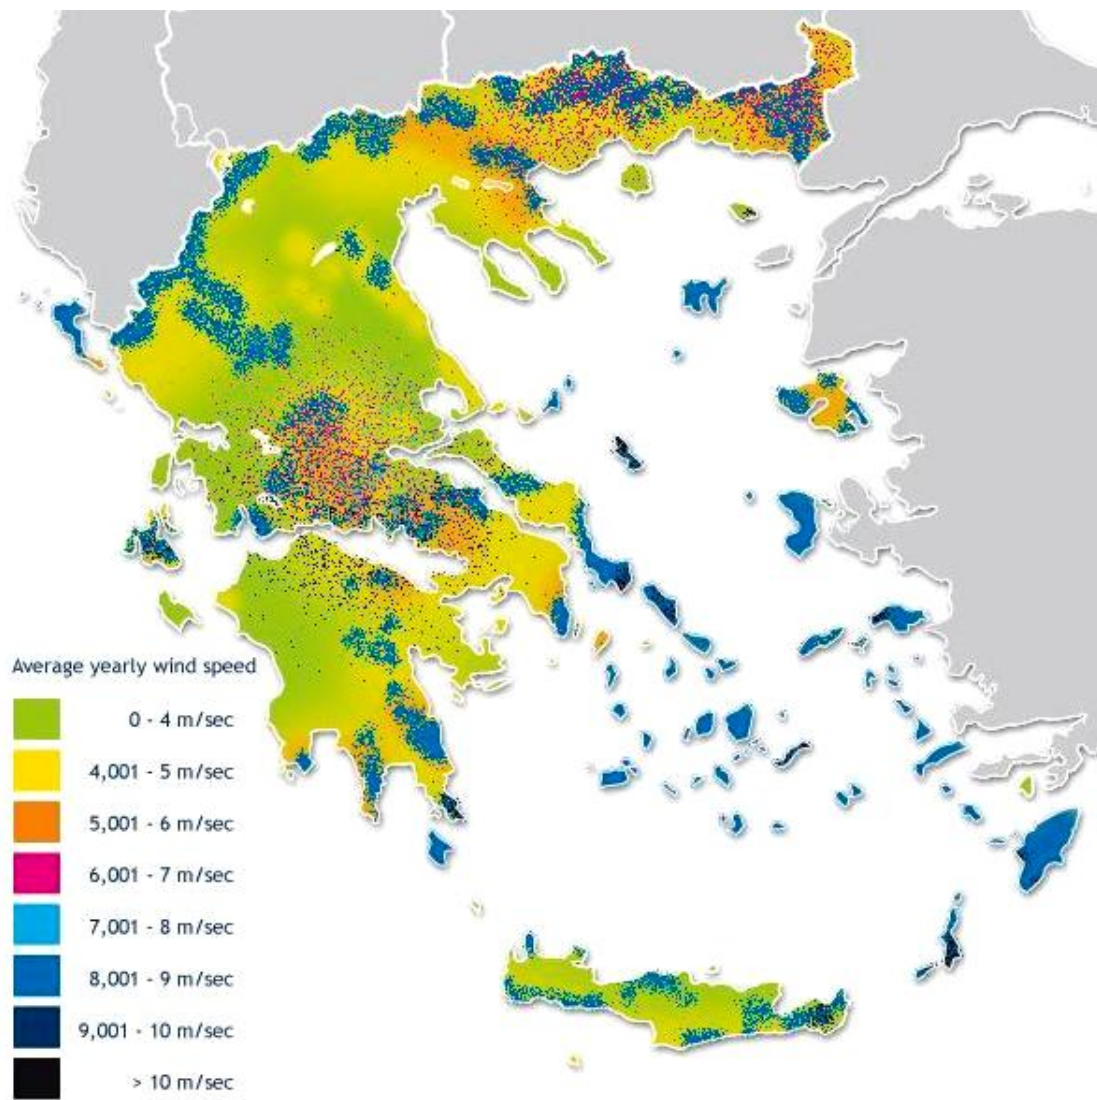 Average yearly wind speed
0 - 4 m/sec
4,001 - 5 m/sec
5,001 - 6 m/sec
6,001 - 7 m/sec
7,001 - 8 m/sec
8,001 - 9 m/sec
9,001 - 10 m/sec
> 10 m/sec